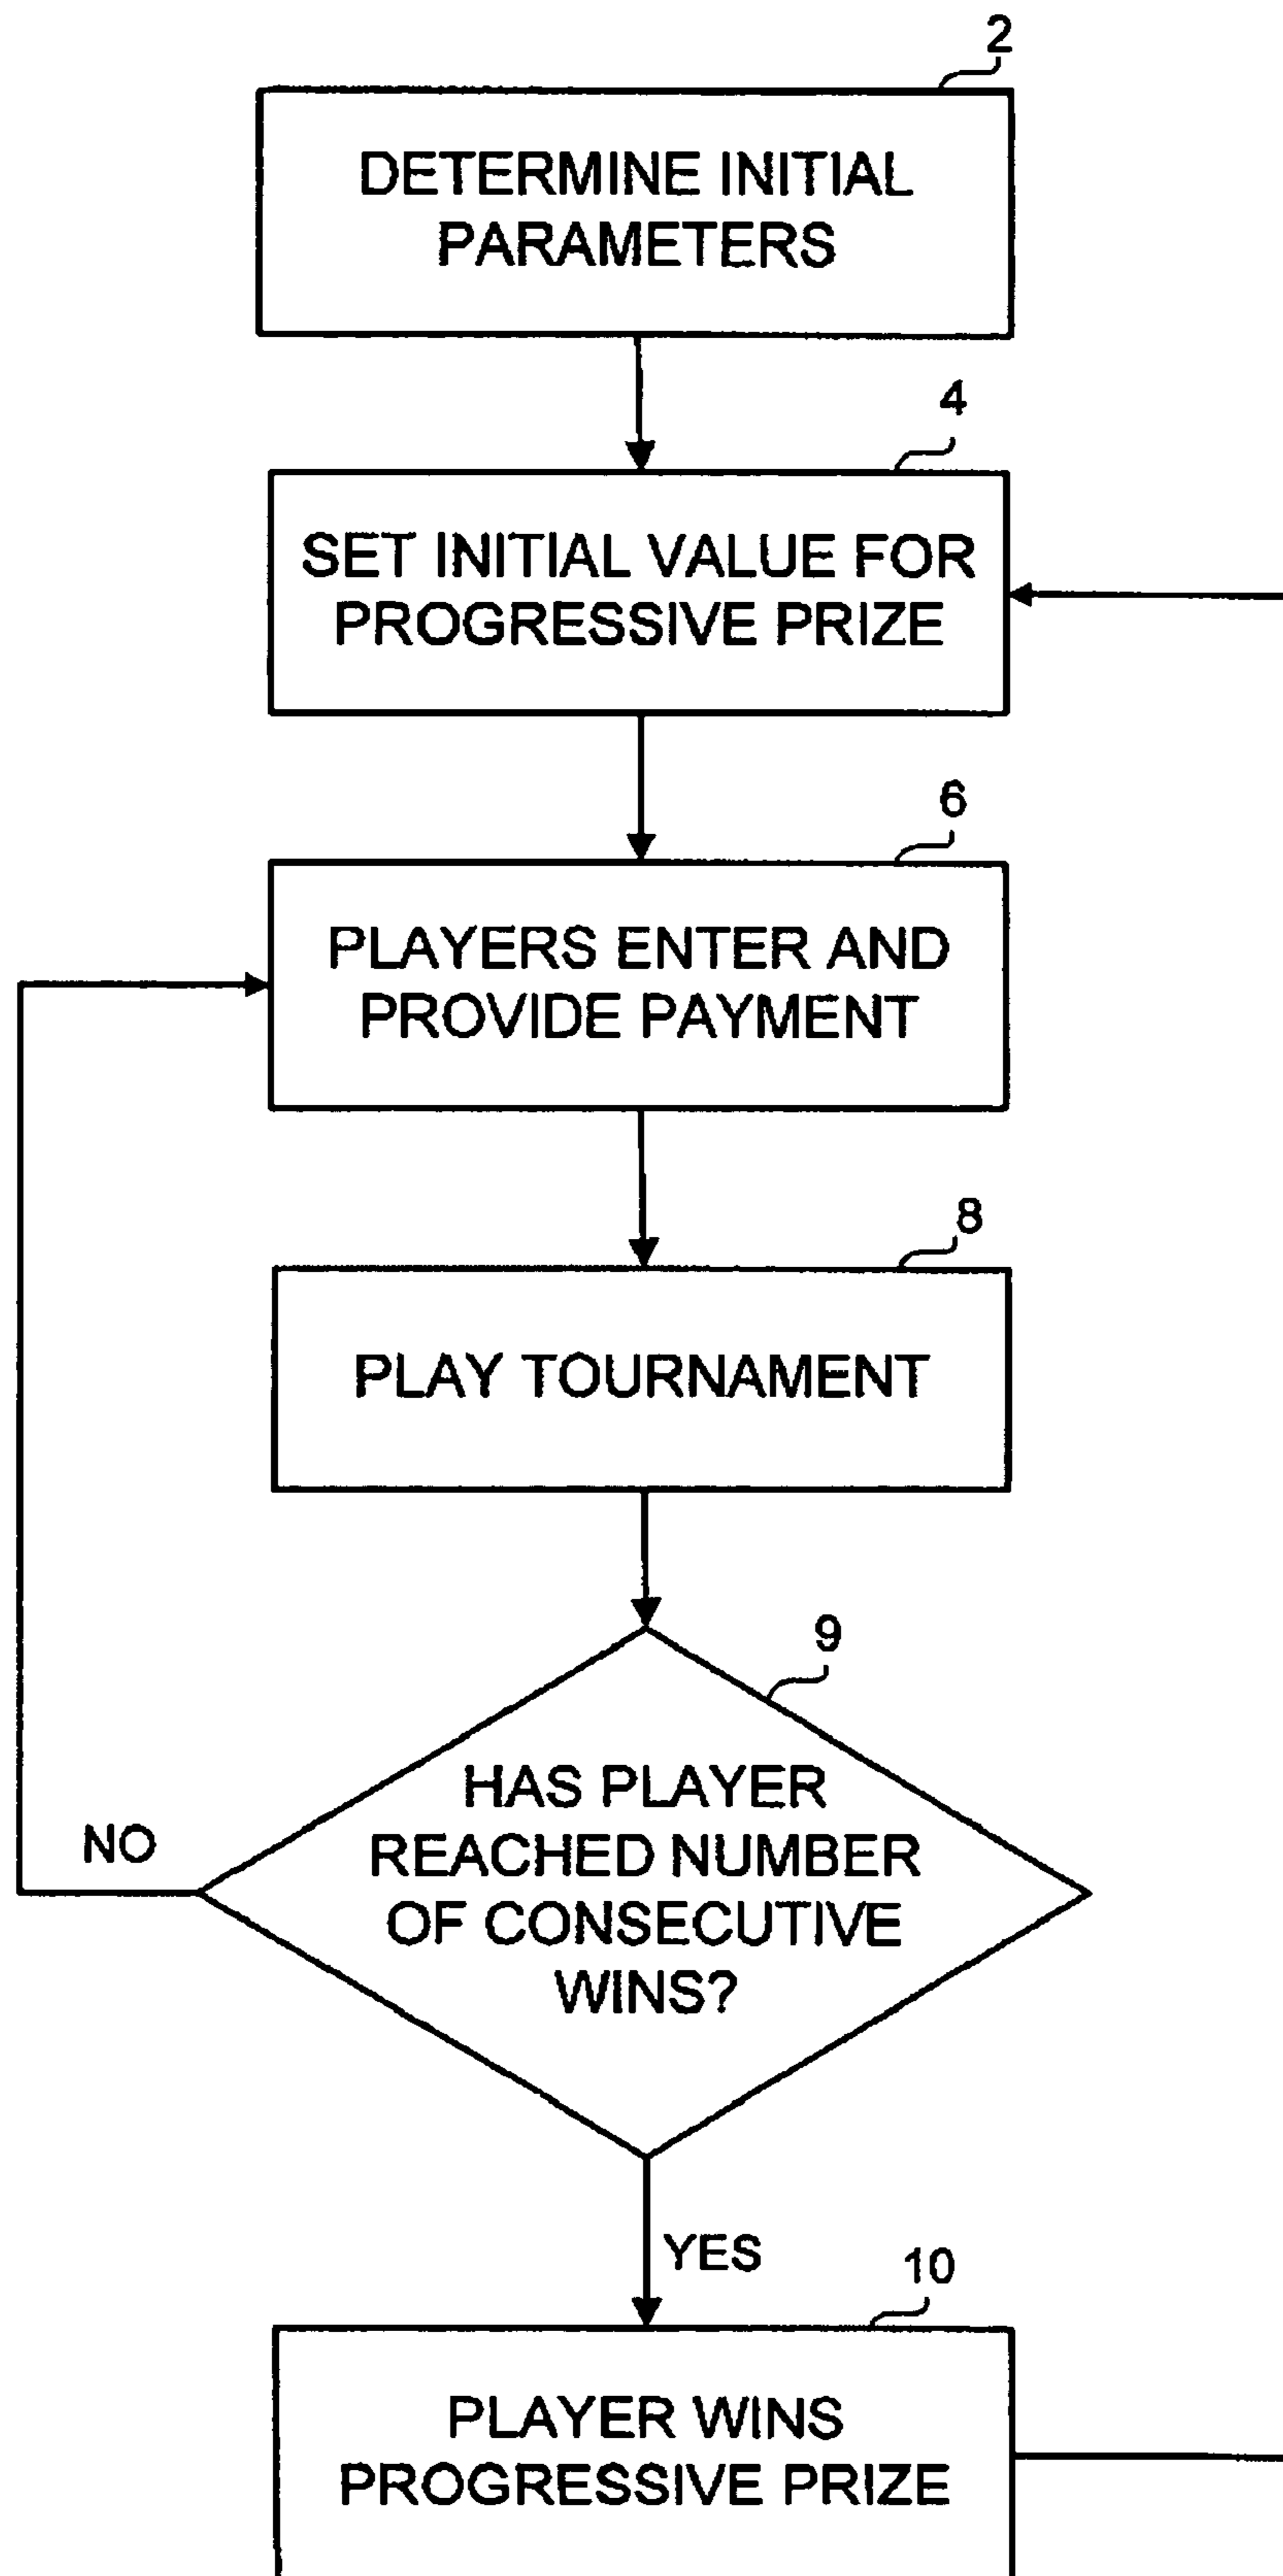 2
DETERMINE INITIAL
PARAMETERS
4
SET INITIAL VALUE FOR
PROGRESSIVE PRIZE
6
PLAYERS ENTER AND
PROVIDE PAYMENT
8
PLAY TOURNAMENT
9
HAS PLAYER
REACHED NUMBER
OF CONSECUTIVE
WINS?
NO
YES
10
PLAYER WINS
PROGRESSIVE PRIZE